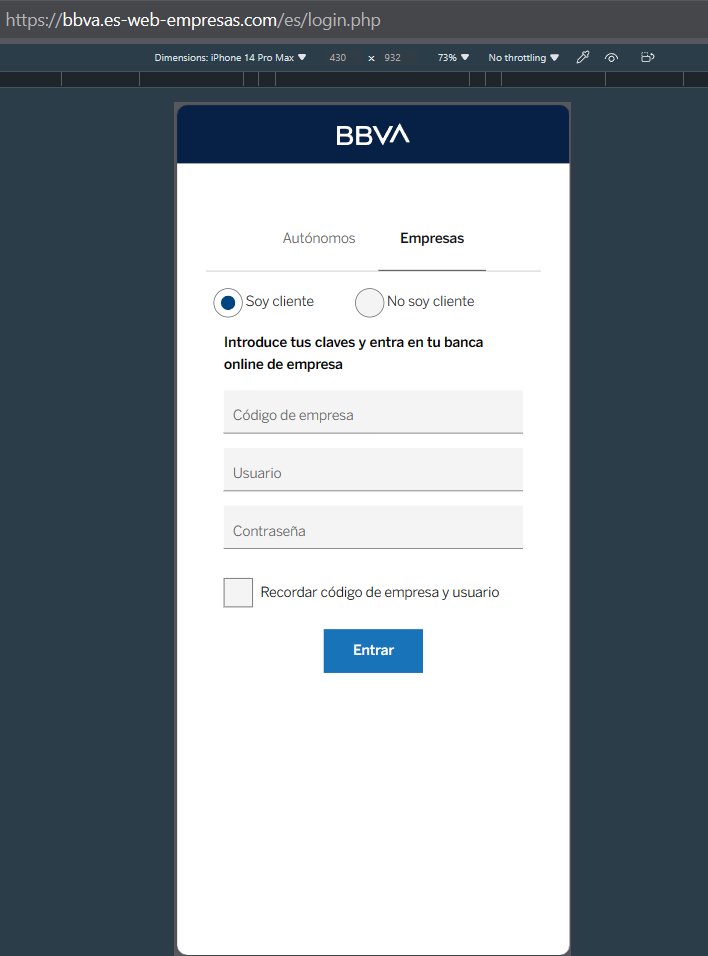 https://bbva.es-web-empresas.com/es/login.php
Dimensions: iPhone 14 Pro Max ▼ 430 x 932 73% ▼ No throttling ▼
BBVA
Autónomos Empresas
Soy cliente No soy cliente
Introduce tus claves y entra en tu banca
online de empresa
Código de empresa
Usuario
Contraseña
Recordar código de empresa y usuario
Entrar